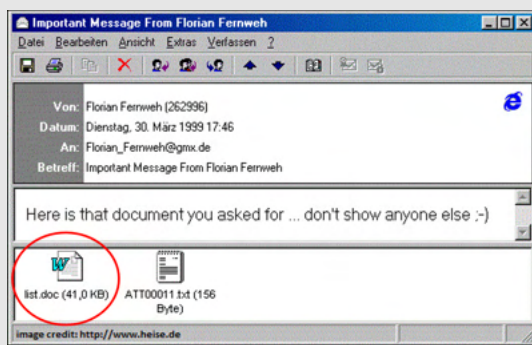 Important Message From Florian Fernweh
Datei Bearbeiten Ansicht Extras Verfassen ?
Von: Florian Fernweh (262996)
Datum: Dienstag, 30. März 1999 17:46
An: Florian_Fernweh@gmx.de
Betreff: Important Message From Florian Fernweh
Here is that document you asked for ... don't show anyone else ;-)
list.doc (41,0 KB) ATT00011.txt (156
Byte)
image credit: http://www.heise.de